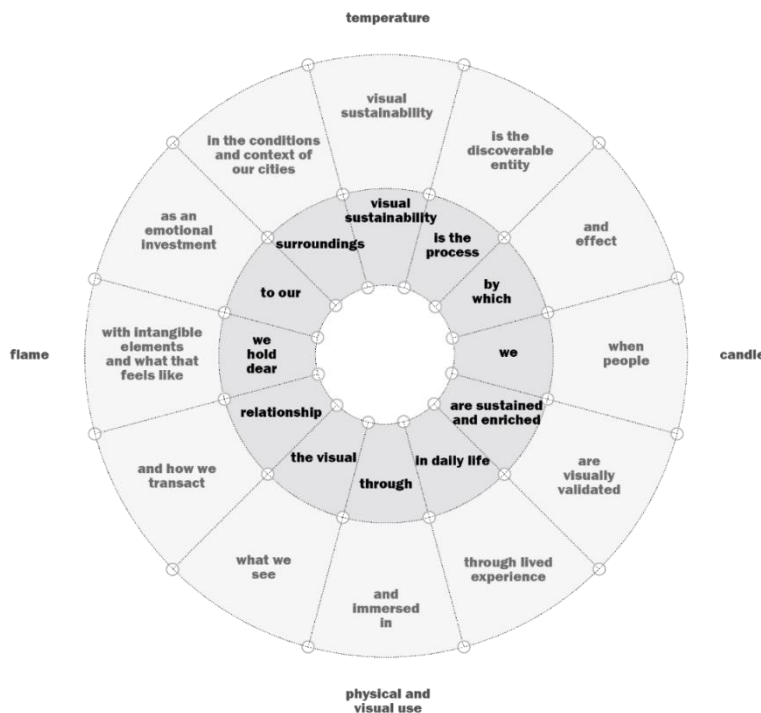 temperature
visual
sustainability
is the
discoverable
entity
and
effect
when
people
are
visually
validated
through lived
experience
and
immersed
in
what we
see
and how we
transact
with intangible
elements
and what that
feels like
as an
emotional
investment
in the conditions
and context of
our cities
visual
sustainability
is the
process
by
which
we
are sustained
and enriched
in daily life
through
the visual
relationship
we
hold
dear
to our
surroundings
flame
candle
physical and
visual use